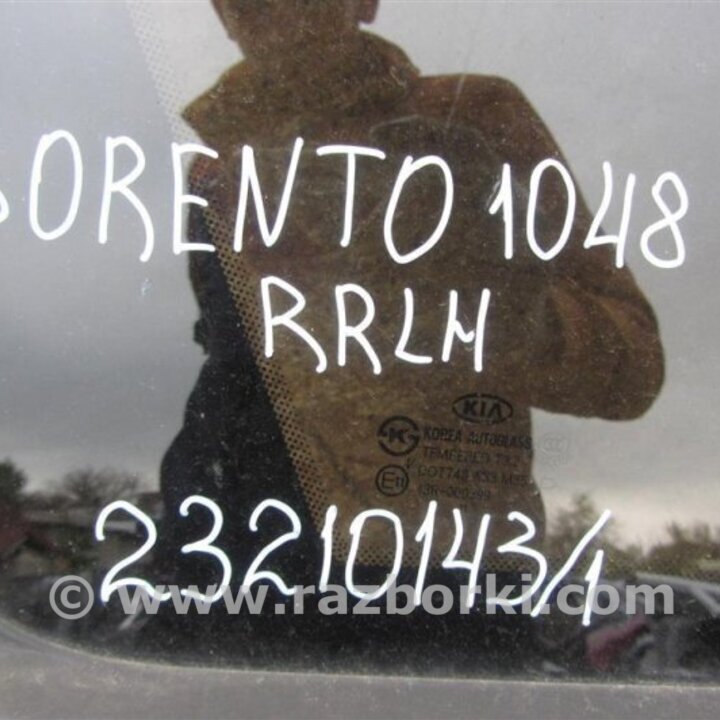 SORENTO 1048
RRLH
KIA
KOREA AUTOGLASS
TEMPERED
23210143/1
© www.razborki.com